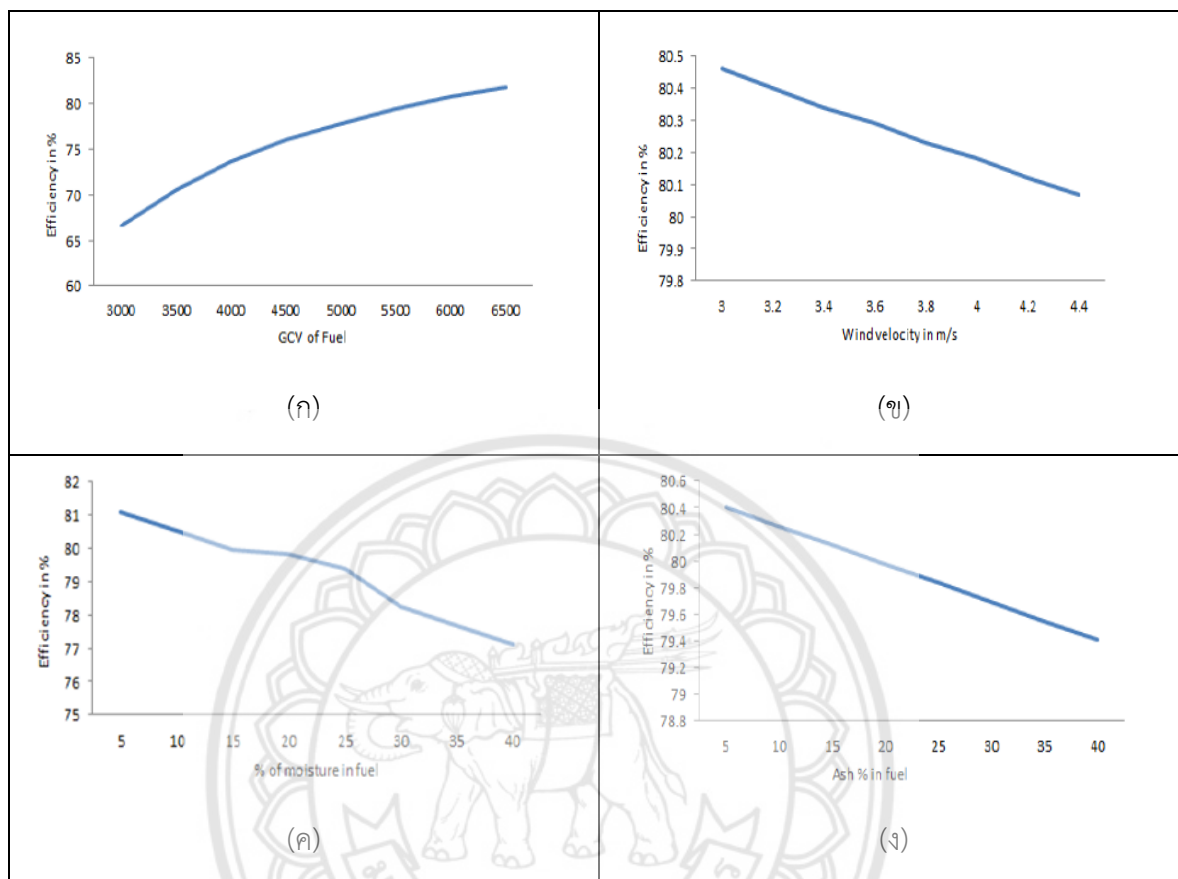 85
80
75
70
65
60
Efficiency in %
3000 3500 4000 4500 5000 5500 6000 6500
GCV of Fuel
(ก)
80.5
80.4
80.3
80.2
80.1
80
79.9
79.8
Efficiency in %
3 3.2 3.4 3.6 3.8 4 4.2 4.4
Wind velocity in m/s
(ข)
82
81
80
79
78
77
76
75
Efficiency in %
5 10 15 20 25 30 35 40
% of moisture in fuel
(ค)
80.6
80.4
80.2
80
79.8
79.6
79.4
79.2
79
78.8
Efficiency in %
5 10 15 20 25 30 35 40
Ash % in fuel
(ง)